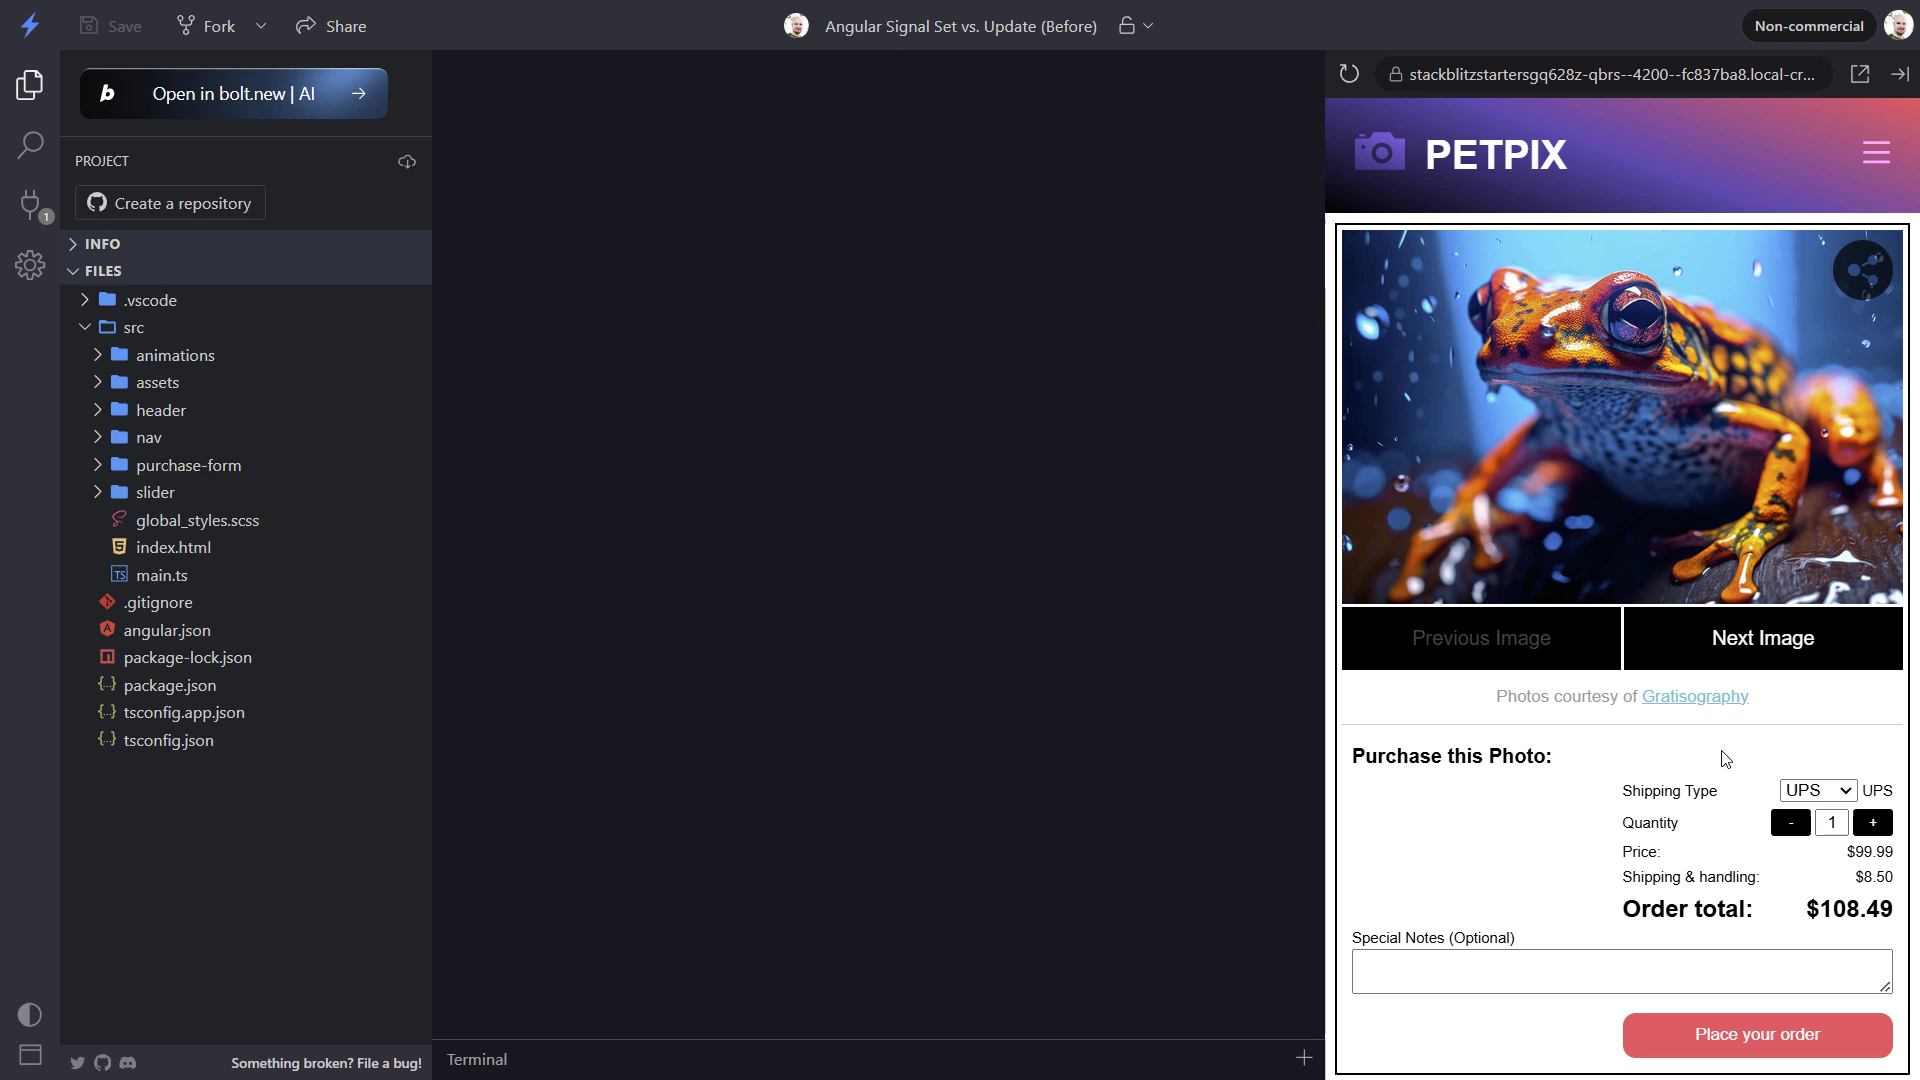 Save
Fork
Share
Angular Signal Set vs. Update (Before)
Non-commercial
b Open in bolt.new | AI
PROJECT
Create a repository
1
INFO
FILES
.vscode
src
animations
assets
header
nav
purchase-form
slider
global_styles.scss
index.html
main.ts
.gitignore
angular.json
package-lock.json
package.json
tsconfig.app.json
tsconfig.json
Something broken? File a bug!
Terminal
stackblitzstartersgq628z-qbrs--4200--fc837ba8.local-cr...
PETPIX
Previous Image
Next Image
Photos courtesy of Gratisography
Purchase this Photo:
Shipping Type UPS UPS
Quantity - 1 +
Price: $99.99
Shipping & handling: $8.50
Order total: $108.49
Special Notes (Optional)
Place your order